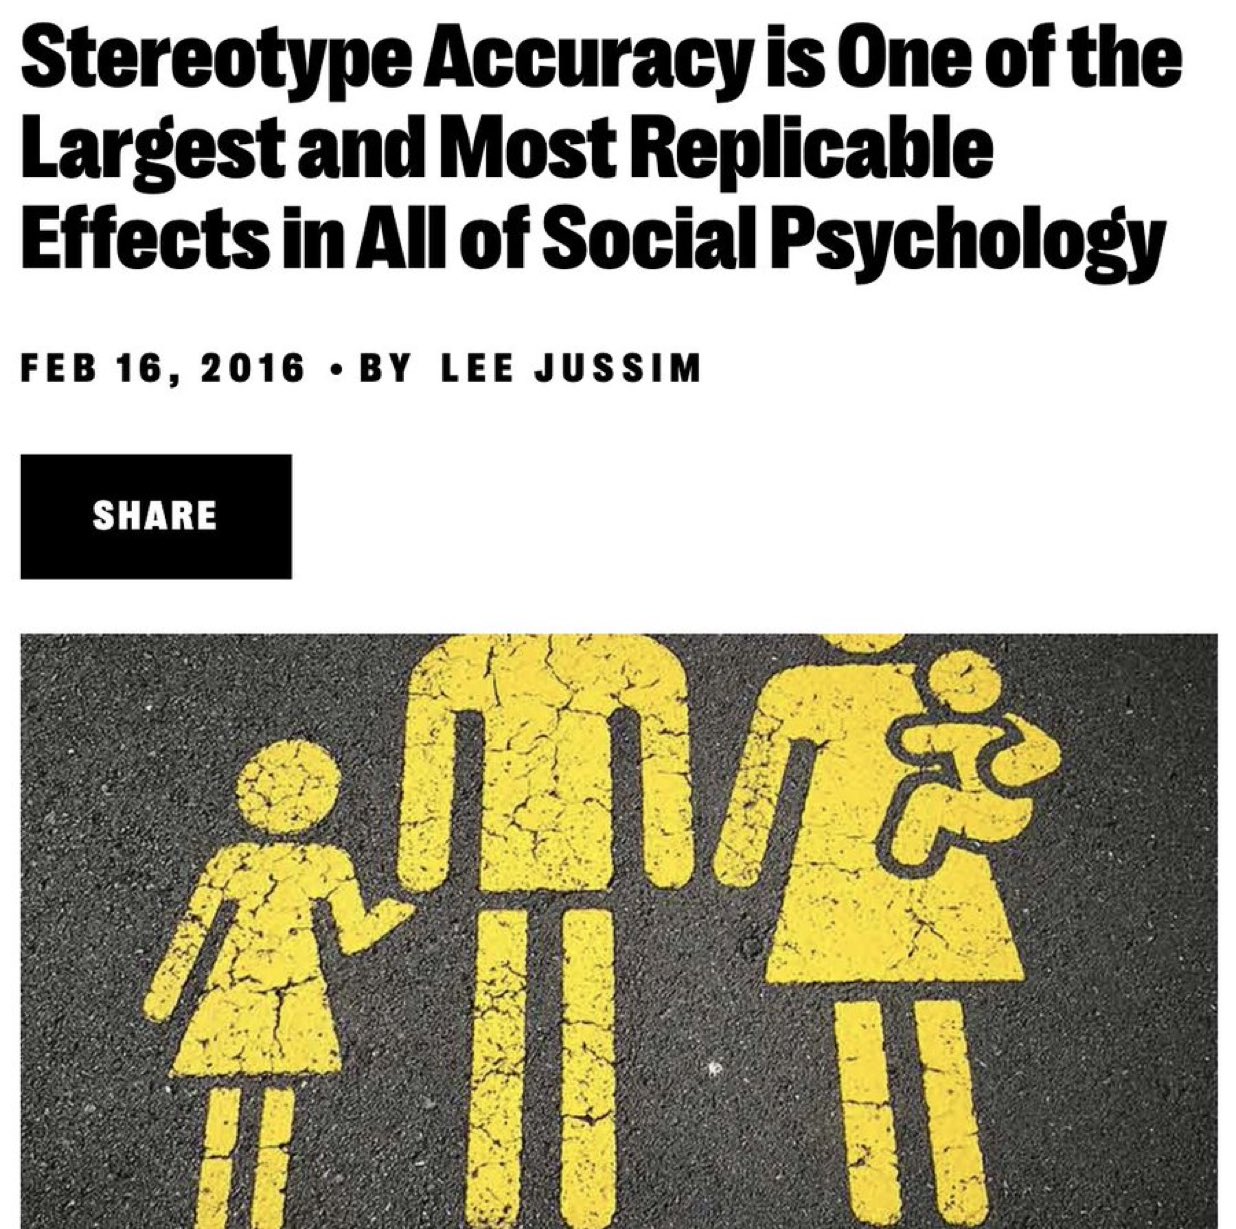 Stereotype Accuracy is One of the
Largest and Most Replicable
Effects in All of Social Psychology
FEB 16, 2016 • BY LEE JUSSIM
SHARE